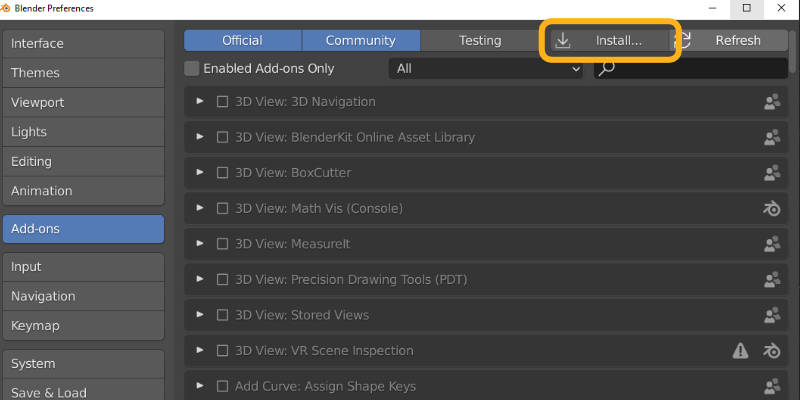 Blender Preferences
Interface
Themes
Viewport
Lights
Editing
Animation
Add-ons
Input
Navigation
Keymap
System
Save & Load
Official Community Testing Install... Refresh
Enabled Add-ons Only All
3D View: 3D Navigation
3D View: BlenderKit Online Asset Library
3D View: BoxCutter
3D View: Math Vis (Console)
3D View: MeasureIt
3D View: Precision Drawing Tools (PDT)
3D View: Stored Views
3D View: VR Scene Inspection
Add Curve: Assign Shape Keys